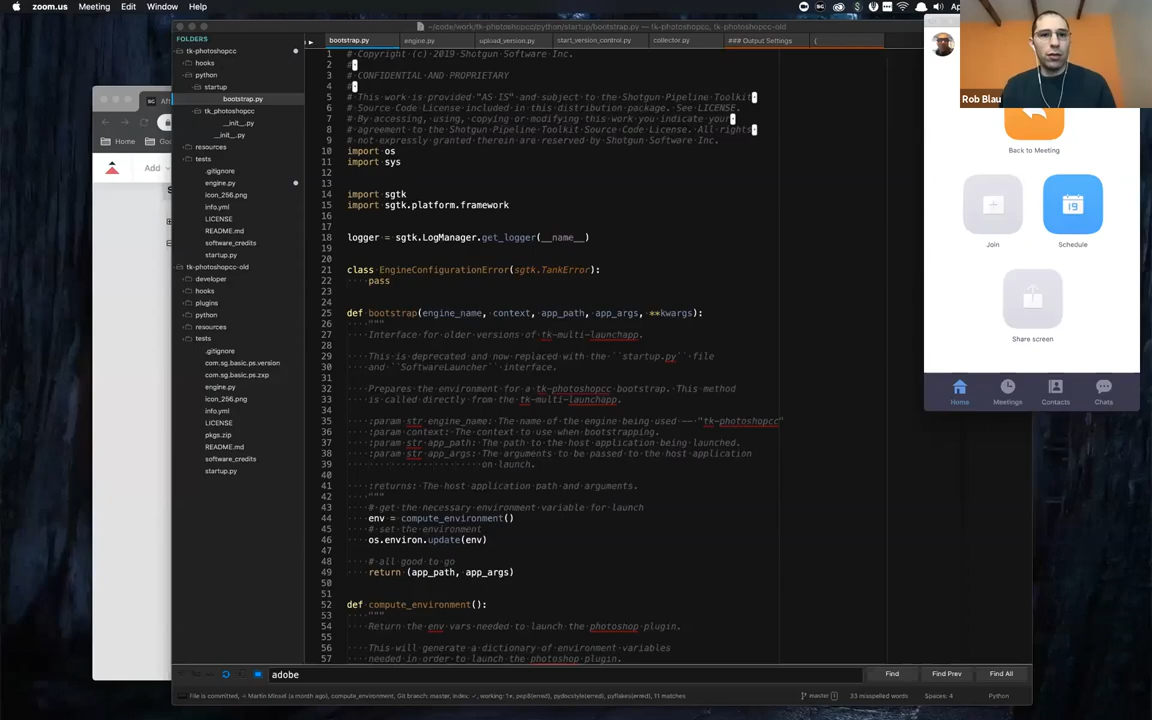 zoom.us Meeting Edit Window Help
~/code/work/tk-photoshopcc/python/startup/bootstrap.py — tk-photoshopcc, tk-photoshopcc-old
FOLDERS
tk-photoshopcc
hooks
python
startup
bootstrap.py
tk_photoshopcc
__init__.py
__init__.py
resources
tests
.gitignore
engine.py
icon_256.png
info.yml
LICENSE
README.md
software_credits
startup.py
tk-photoshopcc-old
developer
hooks
plugins
python
resources
tests
.gitignore
com.sg.basic.ps.version
com.sg.basic.ps.zxp
engine.py
icon_256.png
info.yml
LICENSE
pkgs.zip
README.md
software_credits
startup.py
Home
Add
bootstrap.py engine.py upload_version.py start_version_control.py collector.py ### Output Settings {
1 # Copyright (c) 2019 Shotgun Software Inc.
2 #
3 # CONFIDENTIAL AND PROPRIETARY
4 #
5 # This work is provided "AS IS" and subject to the Shotgun Pipeline Toolkit
6 # Source Code License included in this distribution package. See LICENSE.
7 # By accessing, using, copying or modifying this work you indicate your
8 # agreement to the Shotgun Pipeline Toolkit Source Code License. All rights
9 # not expressly granted therein are reserved by Shotgun Software Inc.
10 import os
11 import sys
12
13
14 import sgtk
15 import sgtk.platform.framework
16
17
18 logger = sgtk.LogManager.get_logger(__name__)
19
20
21 class EngineConfigurationError(sgtk.TankError):
22 pass
23
24
25 def bootstrap(engine_name, context, app_path, app_args, **kwargs):
26 """
27 Interface for older versions of tk-multi-launchapp.
28
29 This is deprecated and now replaced with the ``startup.py`` file
30 and ``SoftwareLauncher`` interface.
31
32 Prepares the environment for a tk-photoshopcc bootstrap. This method
33 is called directly from the tk-multi-launchapp.
34
35 :param str engine_name: The name of the engine being used -- "tk-photoshopcc"
36 :param context: The context to use when bootstrapping.
37 :param str app_path: The path to the host application being launched.
38 :param str app_args: The arguments to be passed to the host application
39 on launch.
40
41 :returns: The host application path and arguments.
42 """
43 # get the necessary environment variable for launch
44 env = compute_environment()
45 # set the environment
46 os.environ.update(env)
47
48 # all good to go
49 return (app_path, app_args)
50
51
52 def compute_environment():
53 """
54 Return the env vars needed to launch the photoshop plugin.
55
56 This will generate a dictionary of environment variables
57 needed in order to launch the photoshop plugin.
adobe
Find Find Prev Find All
File is committed, → Martin Minsel (a month ago), compute_environment, Git branch: master, index: ✓, working: 1≠, pep8(erred), pydocstyle(erred), pyflakes(erred), 11 matches
master 1 33 misspelled words Spaces: 4 Python
Rob Blau
Back to Meeting
19
Join Schedule
Share screen
Home Meetings Contacts Chats